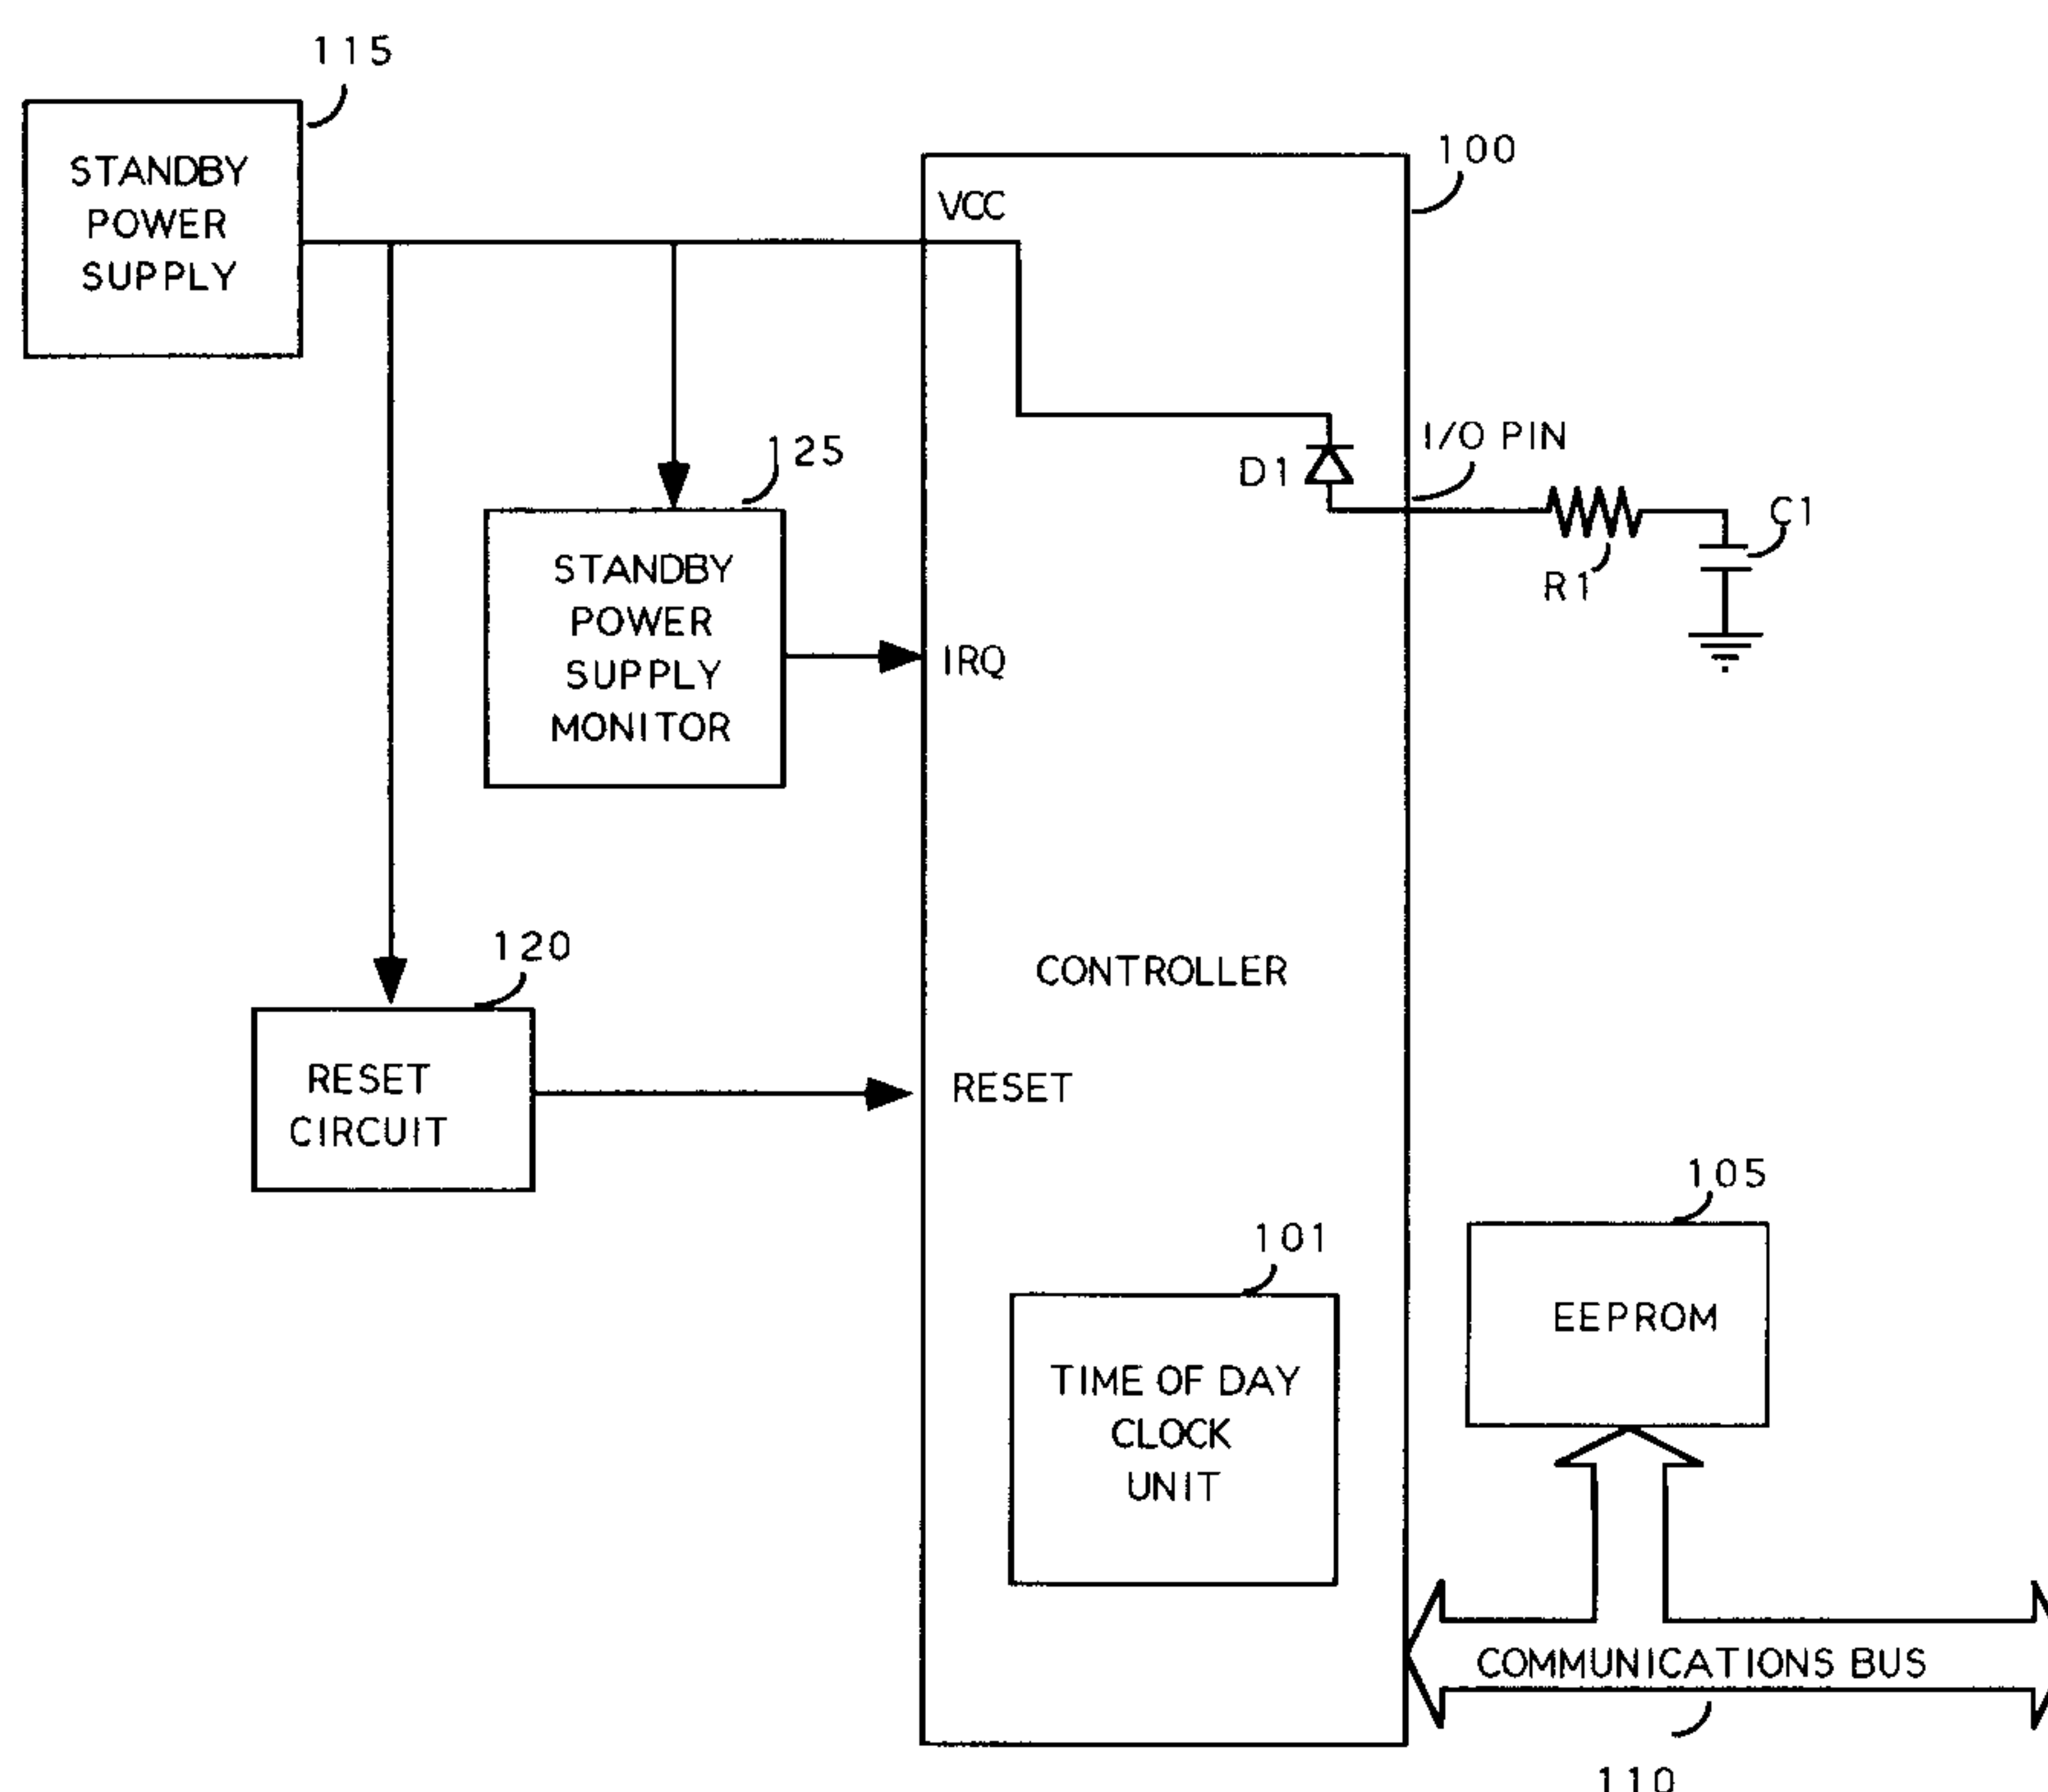 115
STANDBY
POWER
SUPPLY
100
VCC
125
I/O PIN
D1
C1
R1
STANDBY
POWER
SUPPLY
MONITOR
IRQ
120
CONTROLLER
RESET
CIRCUIT
RESET
105
101
EEPROM
TIME OF DAY
CLOCK
UNIT
COMMUNICATIONS BUS
110